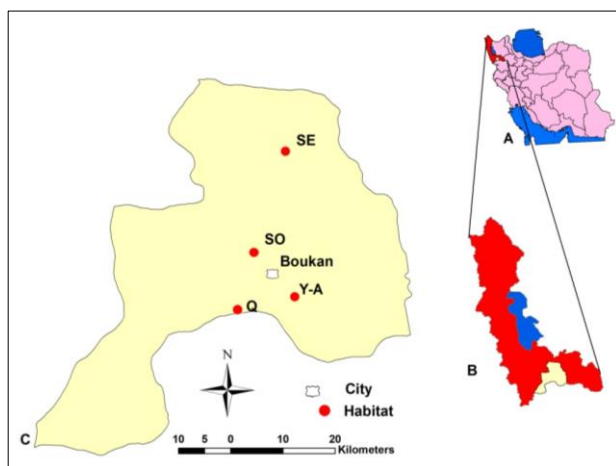 SE
SO
Boukan
Y-A
Q
N
City
Habitat
C
10 5 0 10 20
Kilometers
A
B